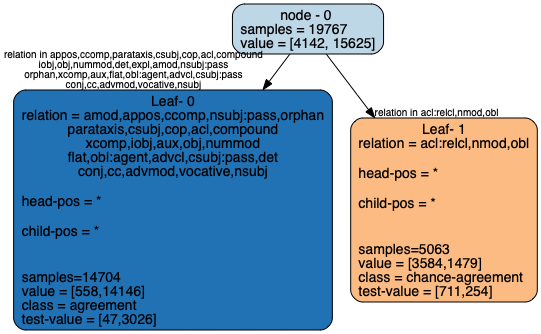 node - 0
samples = 19767
value = [4142, 15625]
relation in appos,ccomp,parataxis,csubj,cop,acl,compound
iobj,obj,nummod,det,expl,amod,nsubj:pass
orphan,xcomp,aux,flat,obl:agent,advcl,csubj:pass
conj,cc,advmod,vocative,nsubj
relation in acl:relcl,nmod,obl
Leaf- 0
relation = amod,appos,ccomp,nsubj:pass,orphan
parataxis,csubj,cop,acl,compound
xcomp,iobj,aux,obj,nummod
flat,obl:agent,advcl,csubj:pass,det
conj,cc,advmod,vocative,nsubj
head-pos = *
child-pos = *
samples=14704
value = [558,14146]
class = agreement
test-value = [47,3026]
Leaf- 1
relation = acl:relcl,nmod,obl
head-pos = *
child-pos = *
samples=5063
value = [3584,1479]
class = chance-agreement
test-value = [711,254]